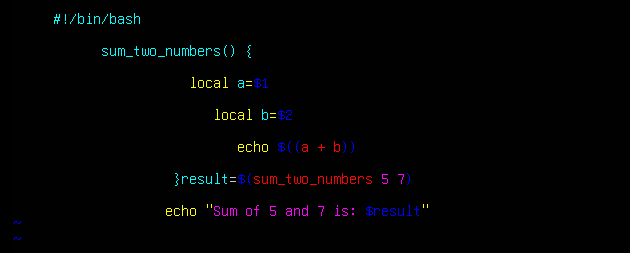 #!/bin/bash
sum_two_numbers() {
local a=$1
local b=$2
echo $((a + b))
}result=$(sum_two_numbers 5 7)
echo "Sum of 5 and 7 is: $result"
~
~